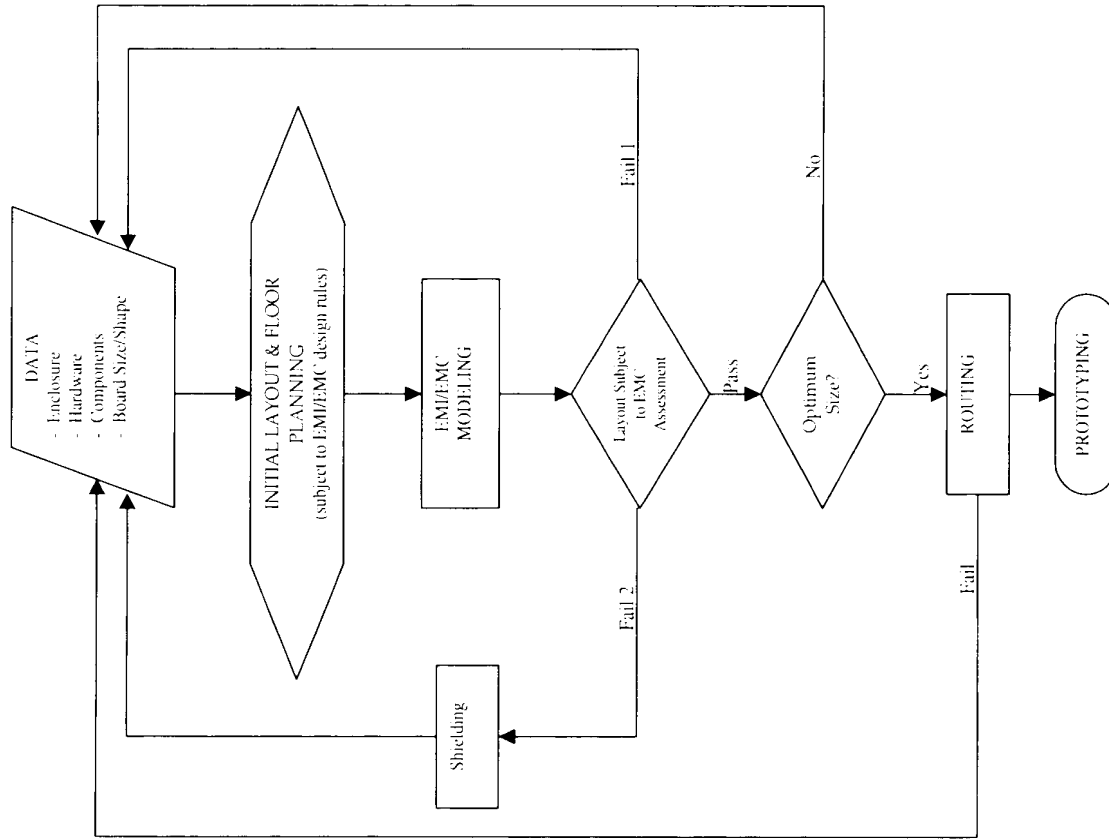 DATA
- Enclosure
- Hardware
- Components
- Board Size/Shape
INITIAL LAYOUT & FLOOR
PLANNING
(subject to EMI/EMC design rules)
EMI/EMC
MODELING
Shielding
Layout Subject
to EMC
Assessment
Fail 1
Fail 2
Pass
Optimum
Size?
No
Yes
ROUTING
Fail
PROTOTYPING